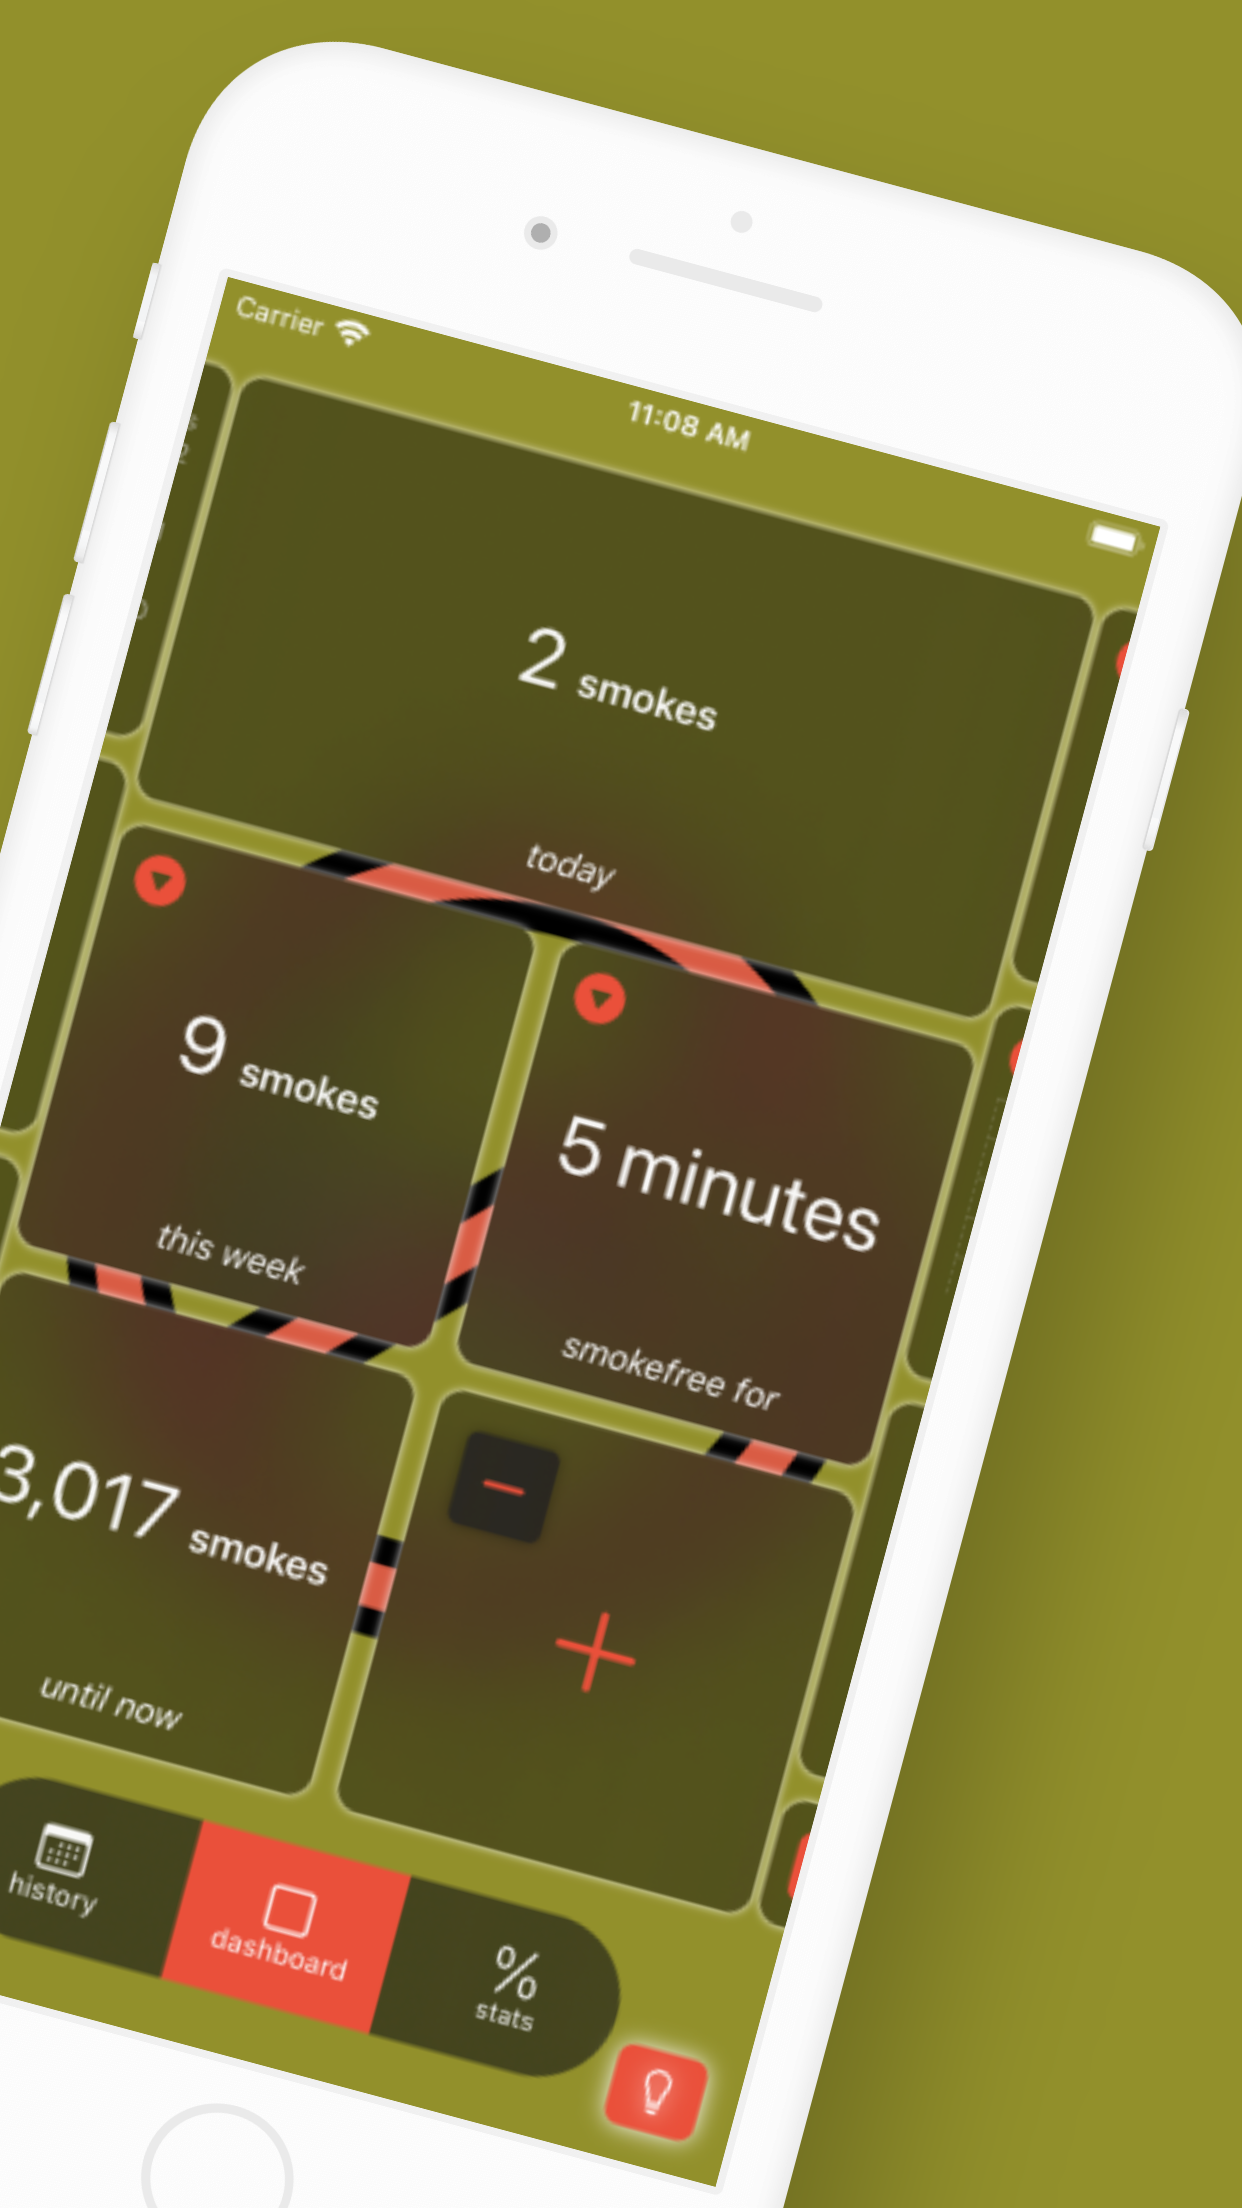 Carrier
11:08 AM
2 smokes
today
9 smokes
this week
5 minutes
smokefree for
3,017 smokes
until now
history
dashboard
% stats